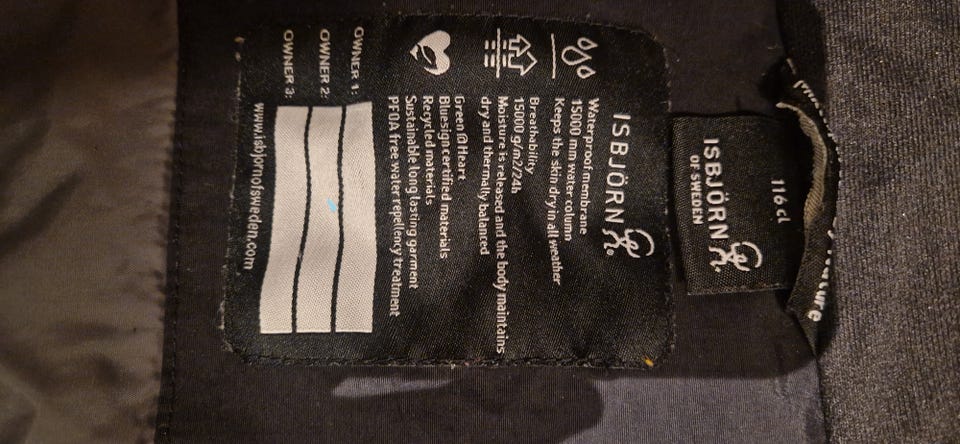 116 cl
ISBJÖRN
OF SWEDEN
ISBJÖRN
Waterproof membrane
15000 mm water column
Keeps the skin dry in all weather
Breathability
15000 g/m2/24h
Moisture is released and the body maintains
dry and thermally balanced
Green @ Heart
Bluesign certified materials
Recycled materials
Sustainable long lasting garment
PFOA free water repellency treatment
OWNER 1:
OWNER 2:
OWNER 3:
www.isbjornofsweden.com